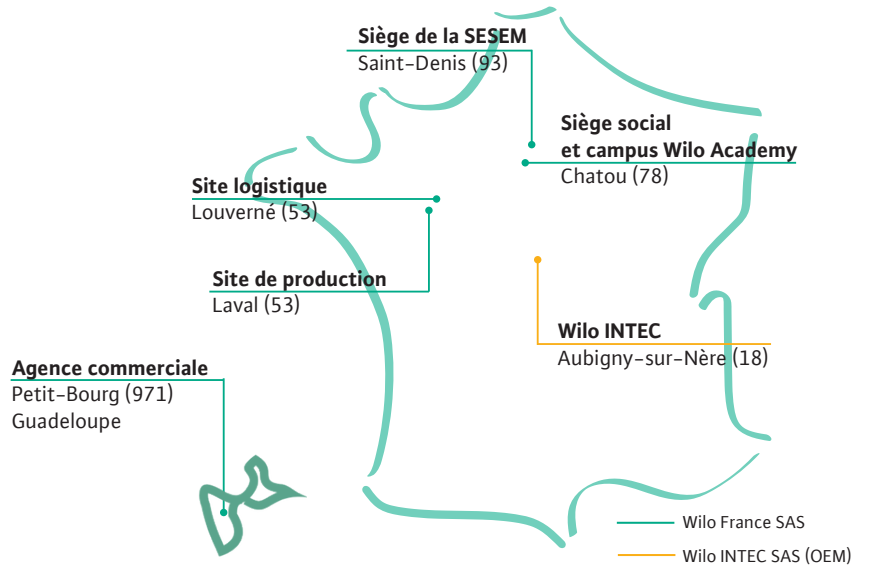 Siège de la SESEM
Saint-Denis (93)
Siège social
et campus Wilo Academy
Chatou (78)
Site logistique
Louverné (53)
Site de production
Laval (53)
Wilo INTEC
Aubigny-sur-Nère (18)
Agence commerciale
Petit-Bourg (971)
Guadeloupe
Wilo France SAS
Wilo INTEC SAS (OEM)